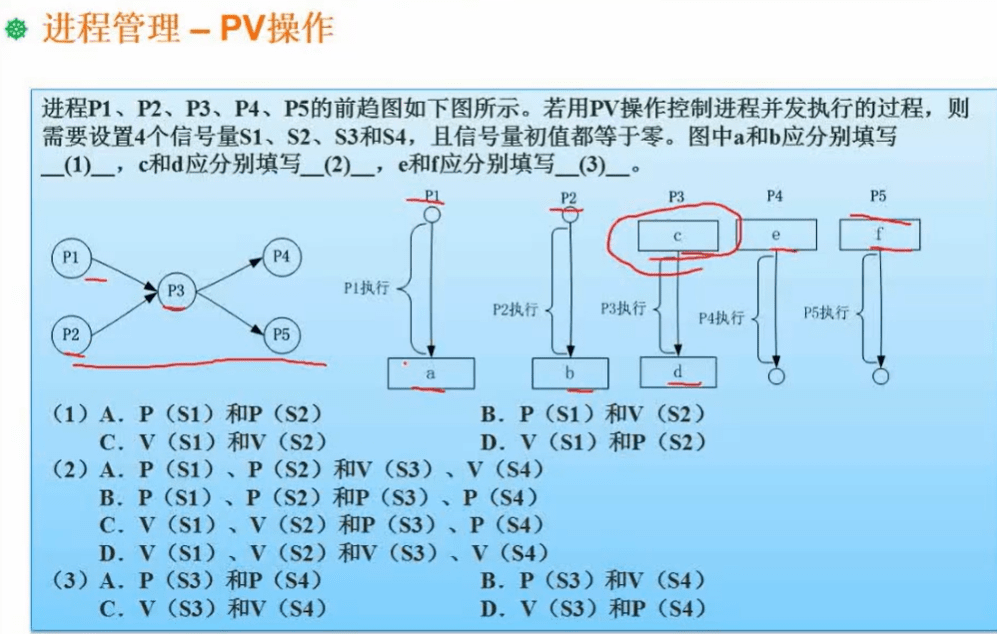 进程管理 – PV操作
进程P1、P2、P3、P4、P5的前趋图如下图所示。若用PV操作控制进程并发执行的过程，则
需要设置4个信号量S1、S2、S3和S4，且信号量初值都等于零。图中a和b应分别填写
__(1)__，c和d应分别填写__(2)__，e和f应分别填写__(3)__。
P1 P2 P3 P4 P5
c e f
P1 P4
P3
P2 P5
P1执行 P2执行 P3执行 P4执行 P5执行
a b d
（1）A．P（S1）和P（S2） B．P（S1）和V（S2）
C．V（S1）和V（S2） D．V（S1）和P（S2）
（2）A．P（S1）、P（S2）和V（S3）、V（S4）
B．P（S1）、P（S2）和P（S3）、P（S4）
C．V（S1）、V（S2）和P（S3）、P（S4）
D．V（S1）、V（S2）和V（S3）、V（S4）
（3）A．P（S3）和P（S4） B．P（S3）和V（S4）
C．V（S3）和V（S4） D．V（S3）和P（S4）